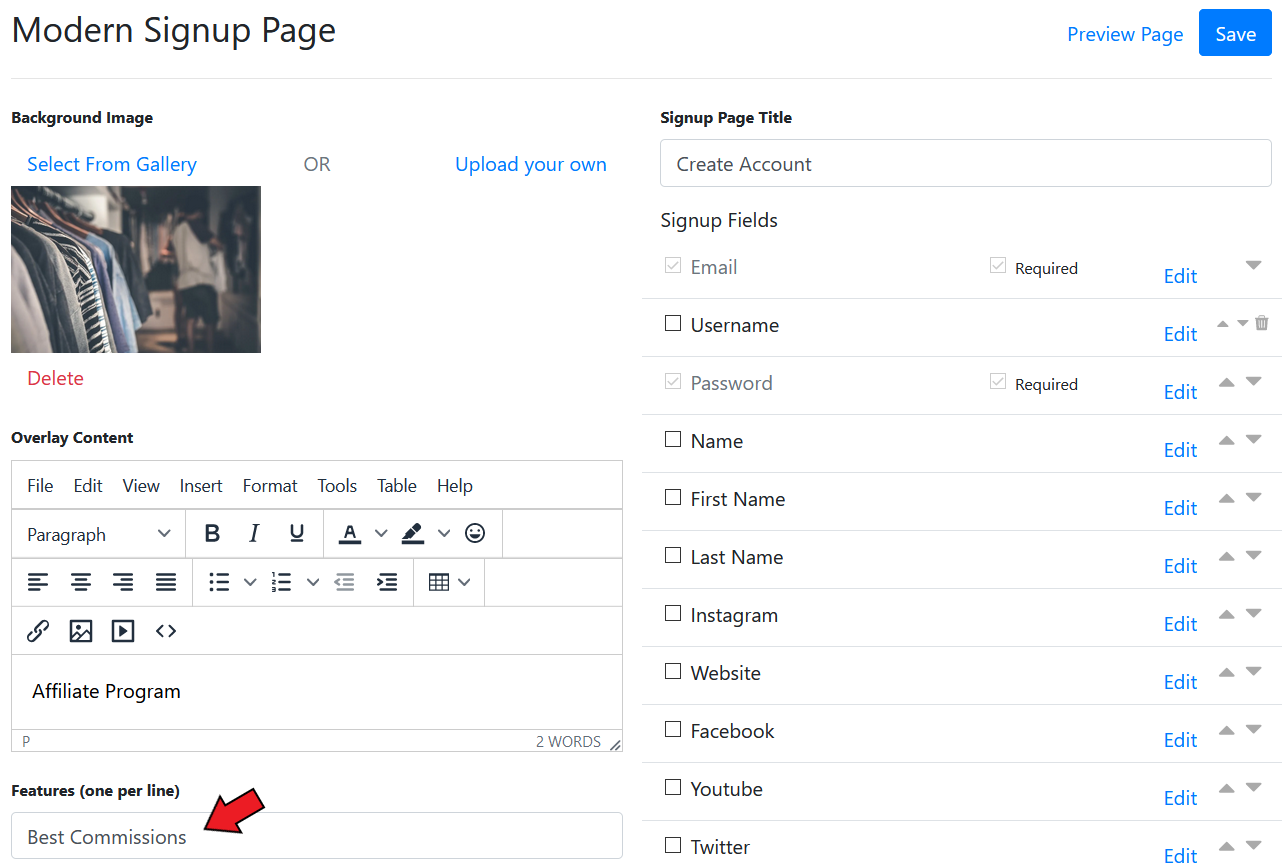 Modern Signup Page
Preview Page
Save
Background Image
Select From Gallery
OR
Upload your own
Delete
Overlay Content
File Edit View Insert Format Tools Table Help
Paragraph
B I U A
Affiliate Program
P
2 WORDS
Features (one per line)
Best Commissions
Signup Page Title
Create Account
Signup Fields
Email Required Edit
Username Edit
Password Required Edit
Name Edit
First Name Edit
Last Name Edit
Instagram Edit
Website Edit
Facebook Edit
Youtube Edit
Twitter Edit